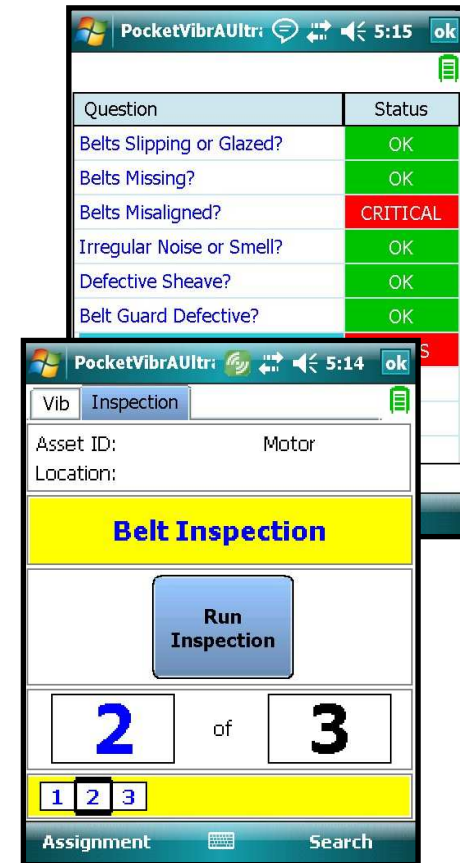 PocketVibrAUltra 5:15 ok
Question Status
Belts Slipping or Glazed? OK
Belts Missing? OK
Belts Misaligned? CRITICAL
Irregular Noise or Smell? OK
Defective Sheave? OK
Belt Guard Defective? OK
PocketVibrAUltra 5:14 ok
Vib Inspection
Asset ID: Motor
Location:
Belt Inspection
Run
Inspection
2 of 3
1 2 3
Assignment Search